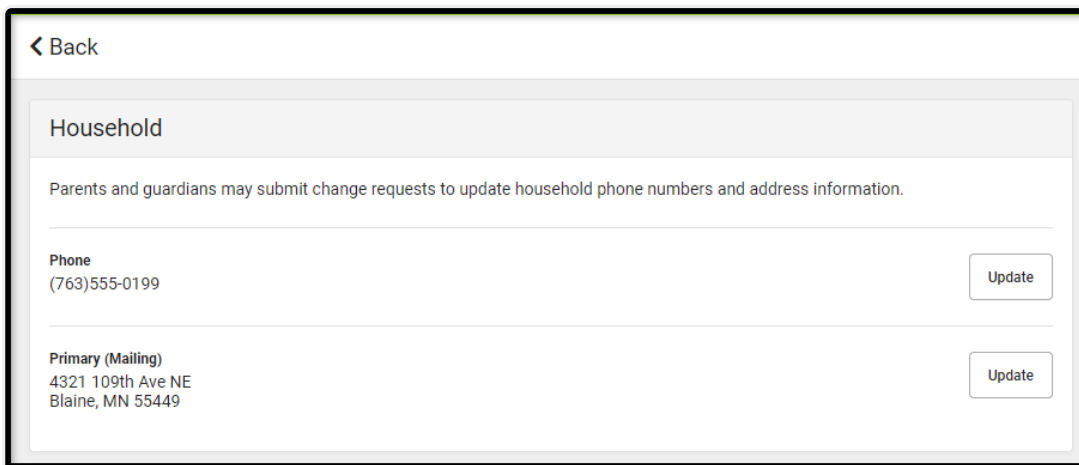 Back
Household
Parents and guardians may submit change requests to update household phone numbers and address information.
Phone
(763)555-0199
Update
Primary (Mailing)
4321 109th Ave NE
Blaine, MN 55449
Update